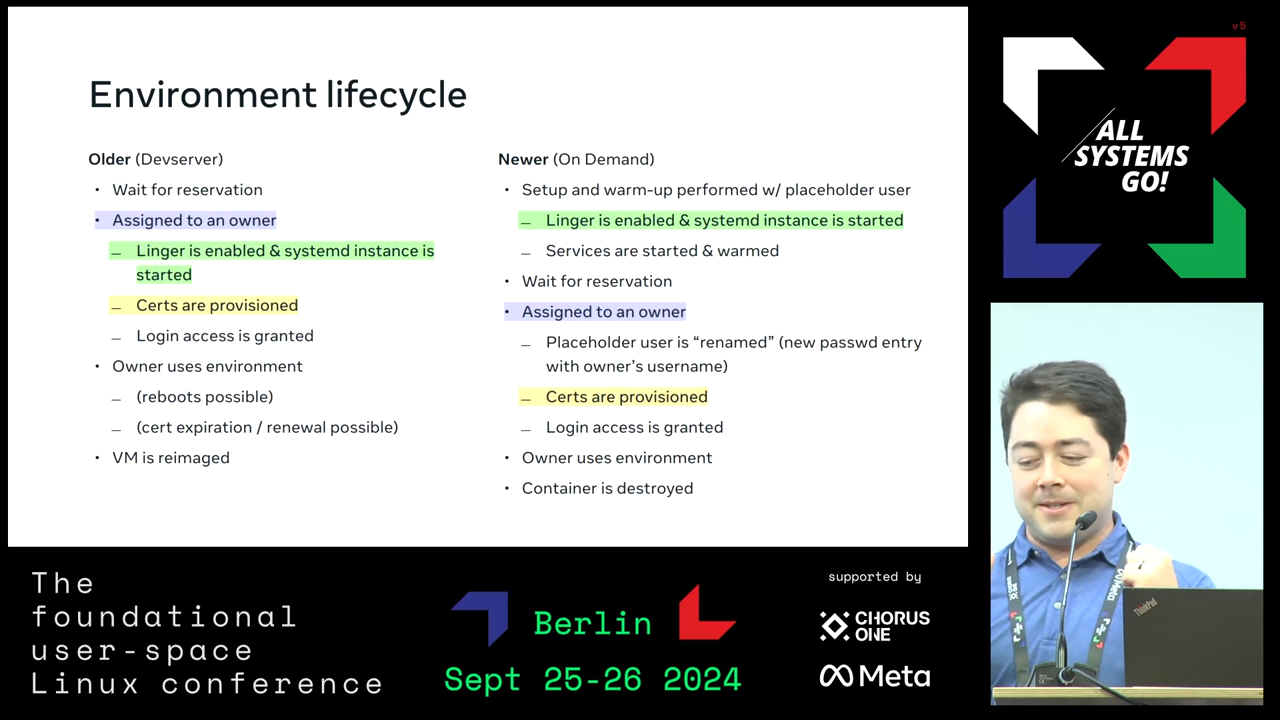 Environment lifecycle
Older (Devserver)
• Wait for reservation
• Assigned to an owner
– Linger is enabled & systemd instance is
started
– Certs are provisioned
– Login access is granted
• Owner uses environment
– (reboots possible)
– (cert expiration / renewal possible)
• VM is reimaged
Newer (On Demand)
• Setup and warm-up performed w/ placeholder user
– Linger is enabled & systemd instance is started
– Services are started & warmed
• Wait for reservation
• Assigned to an owner
– Placeholder user is “renamed” (new passwd entry
with owner’s username)
– Certs are provisioned
– Login access is granted
• Owner uses environment
• Container is destroyed
v5
ALL
SYSTEMS
GO!
ThinkPad
Meta
The
foundational
user-space
Linux conference
Berlin
Sept 25-26 2024
supported by
CHORUS
ONE
Meta